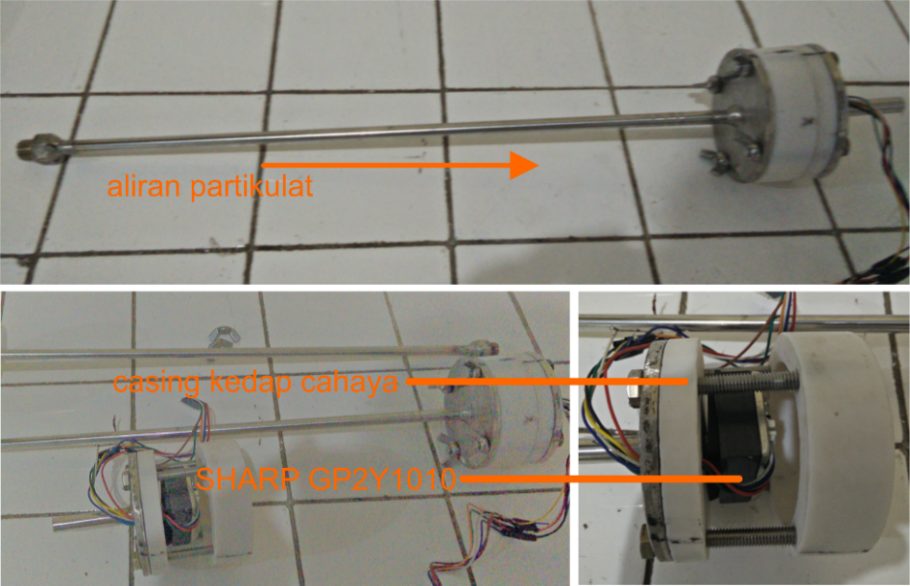 aliran partikulat
casing kedap cahaya
SHARP GP2Y1010